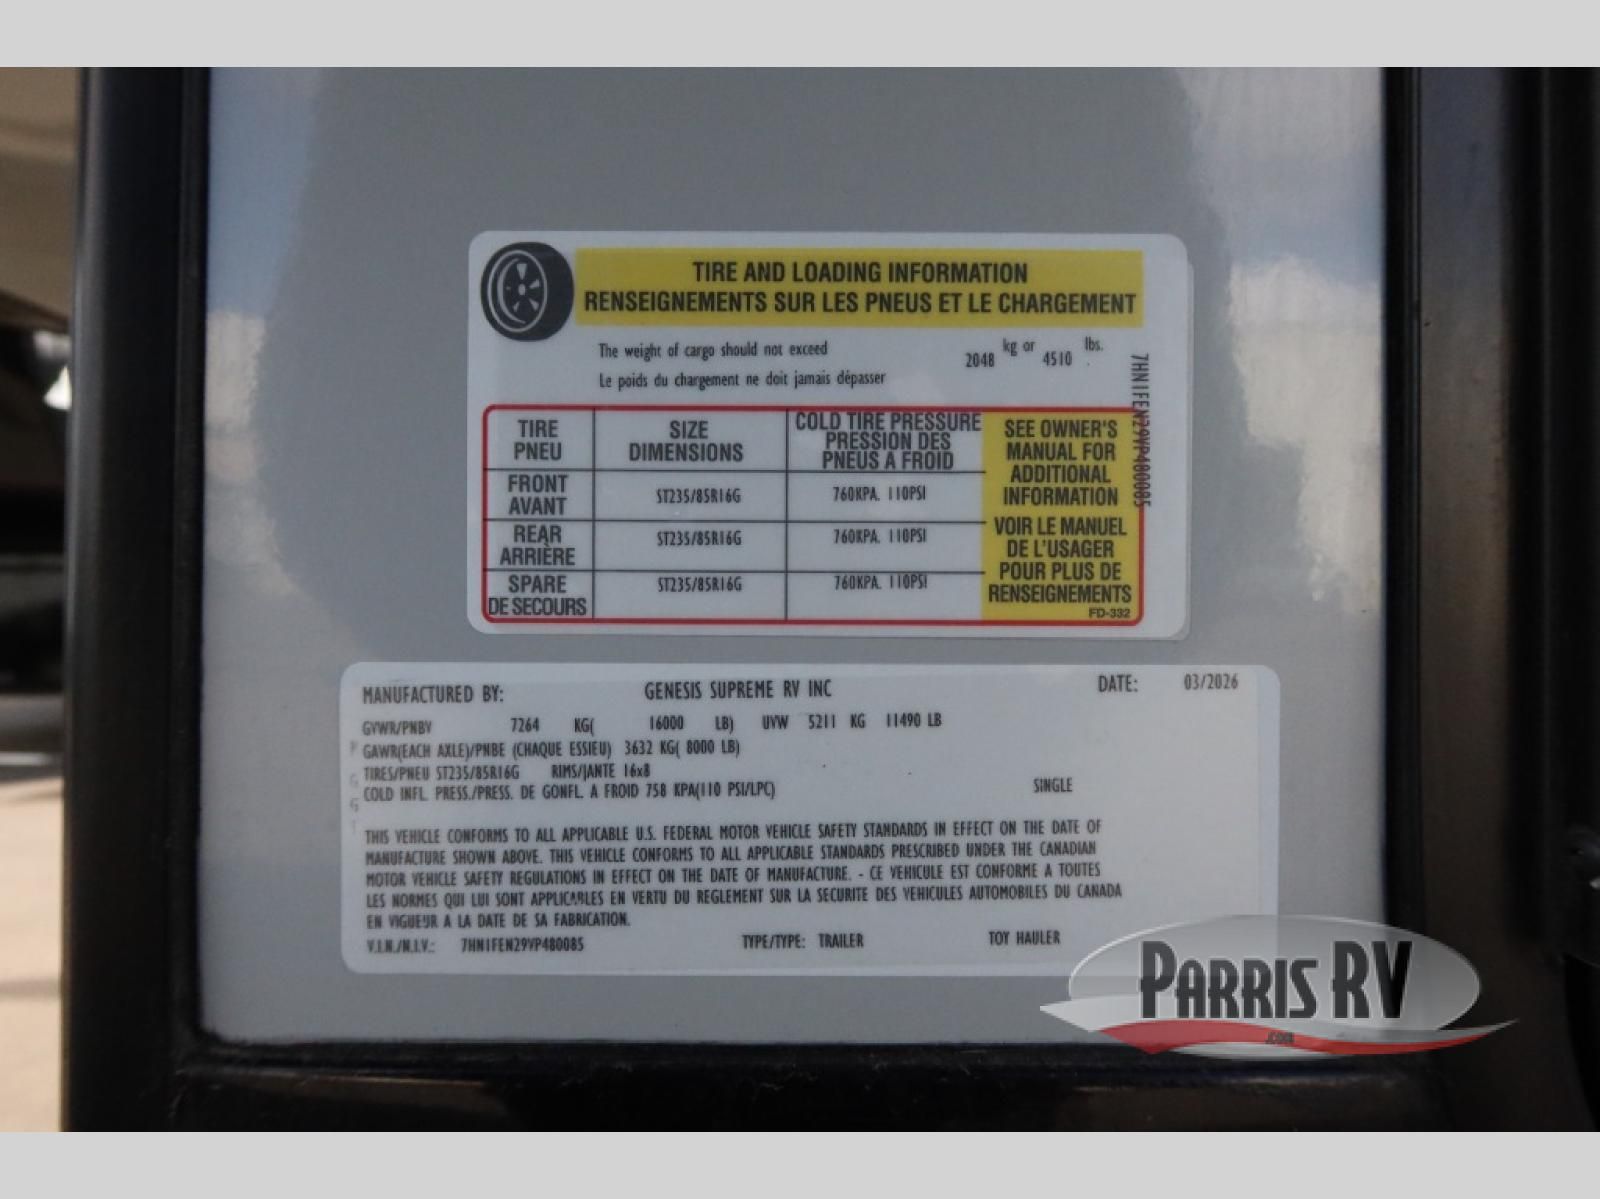 TIRE AND LOADING INFORMATION
RENSEIGNEMENTS SUR LES PNEUS ET LE CHARGEMENT
The weight of cargo should not exceed
2048 kg or 4510 lbs.
Le poids du chargement ne doit jamais dépasser
7HN1FEN29VP480085
TIRE PNEU SIZE DIMENSIONS COLD TIRE PRESSURE PRESSION DES PNEUS A FROID
FRONT AVANT ST235/85R16G 760KPA. 110PSI
REAR ARRIÈRE ST235/85R16G 760KPA. 110PSI
SPARE DE SECOURS ST235/85R16G 760KPA. 110PSI
SEE OWNER'S
MANUAL FOR
ADDITIONAL
INFORMATION
VOIR LE MANUEL
DE L'USAGER
POUR PLUS DE
RENSEIGNEMENTS
FD-332
MANUFACTURED BY: GENESIS SUPREME RV INC DATE: 03/2026
GVWR/PNBV 7264 KG( 16000 LB) UVW 5211 KG 11490 LB
GAWR(EACH AXLE)/PNBE (CHAQUE ESSIEU) 3632 KG( 8000 LB)
TIRES/PNEU ST235/85R16G RIMS/JANTE 16x8
COLD INFL. PRESS./PRESS. DE GONFL. A FROID 758 KPA(110 PSI/LPC) SINGLE
THIS VEHICLE CONFORMS TO ALL APPLICABLE U.S. FEDERAL MOTOR VEHICLE SAFETY STANDARDS IN EFFECT ON THE DATE OF
MANUFACTURE SHOWN ABOVE. THIS VEHICLE CONFORMS TO ALL APPLICABLE STANDARDS PRESCRIBED UNDER THE CANADIAN
MOTOR VEHICLE SAFETY REGULATIONS IN EFFECT ON THE DATE OF MANUFACTURE. - CE VEHICULE EST CONFORME A TOUTES
LES NORMES QUI LUI SONT APPLICABLES EN VERTU DU REGLEMENT SUR LA SECURITE DES VEHICULES AUTOMOBILES DU CANADA
EN VIGUEUR A LA DATE DE SA FABRICATION.
V.I.N./N.I.V.: 7HN1FEN29VP480085 TYPE/TYPE: TRAILER TOY HAULER
PARRIS RV
.COM